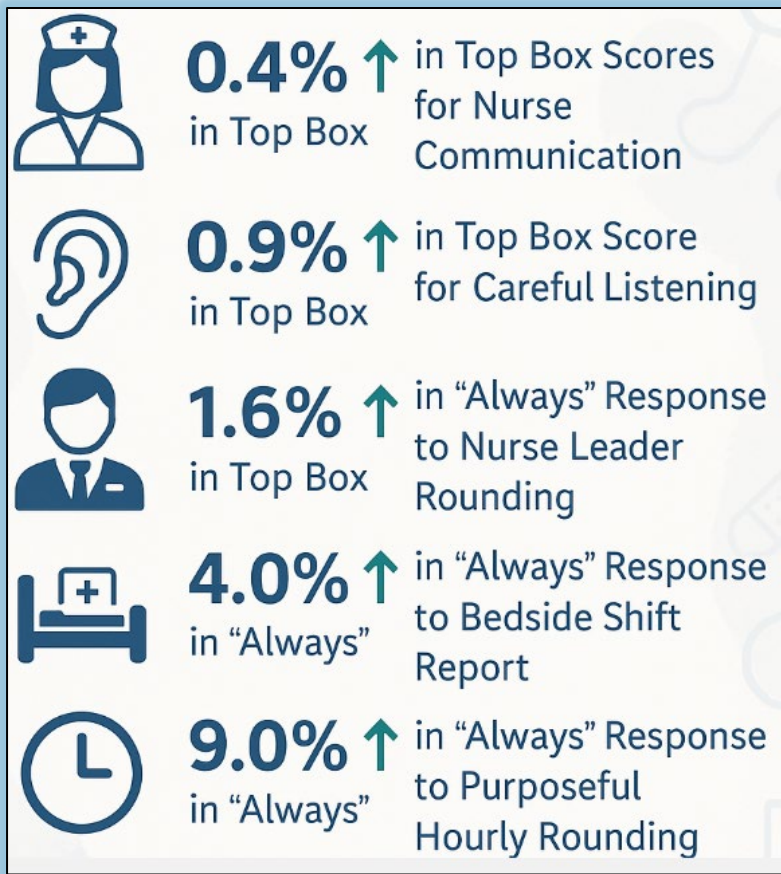 0.4% ↑
in Top Box
in Top Box Scores
for Nurse
Communication
0.9% ↑
in Top Box
in Top Box Score
for Careful Listening
1.6% ↑
in Top Box
in “Always” Response
to Nurse Leader
Rounding
4.0% ↑
in “Always”
in “Always” Response
to Bedside Shift
Report
9.0% ↑
in “Always”
in “Always” Response
to Purposeful
Hourly Rounding